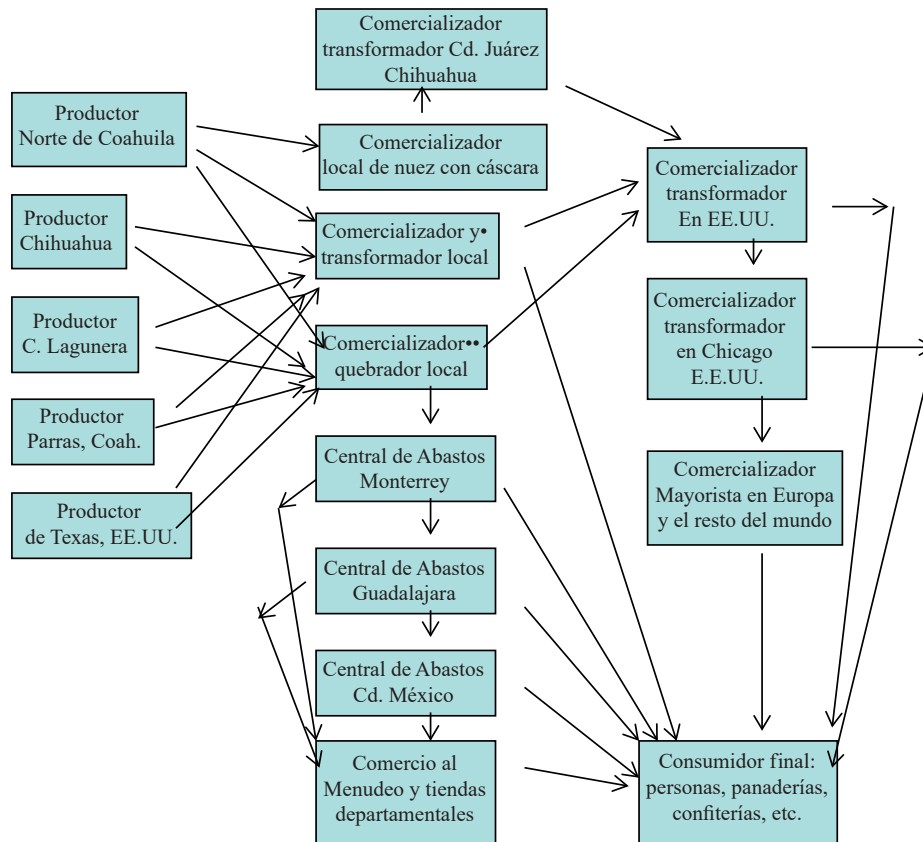 Comercializador
transformador Cd. Juárez
Chihuahua
Productor
Norte de Coahuila
Comercializador
local de nuez con cáscara
Comercializador
transformador
En EE.UU.
Productor
Chihuahua
Comercializador y•
transformador local
Comercializador
transformador
en Chicago
E.E.UU.
Productor
C. Lagunera
Comercializador••
quebrador local
Productor
Parras, Coah.
Central de Abastos
Monterrey
Comercializador
Mayorista en Europa
y el resto del mundo
Productor
de Texas, EE.UU.
Central de Abastos
Guadalajara
Central de Abastos
Cd. México
Comercio al
Menudeo y tiendas
departamentales
Consumidor final:
personas, panaderías,
confiterías, etc.